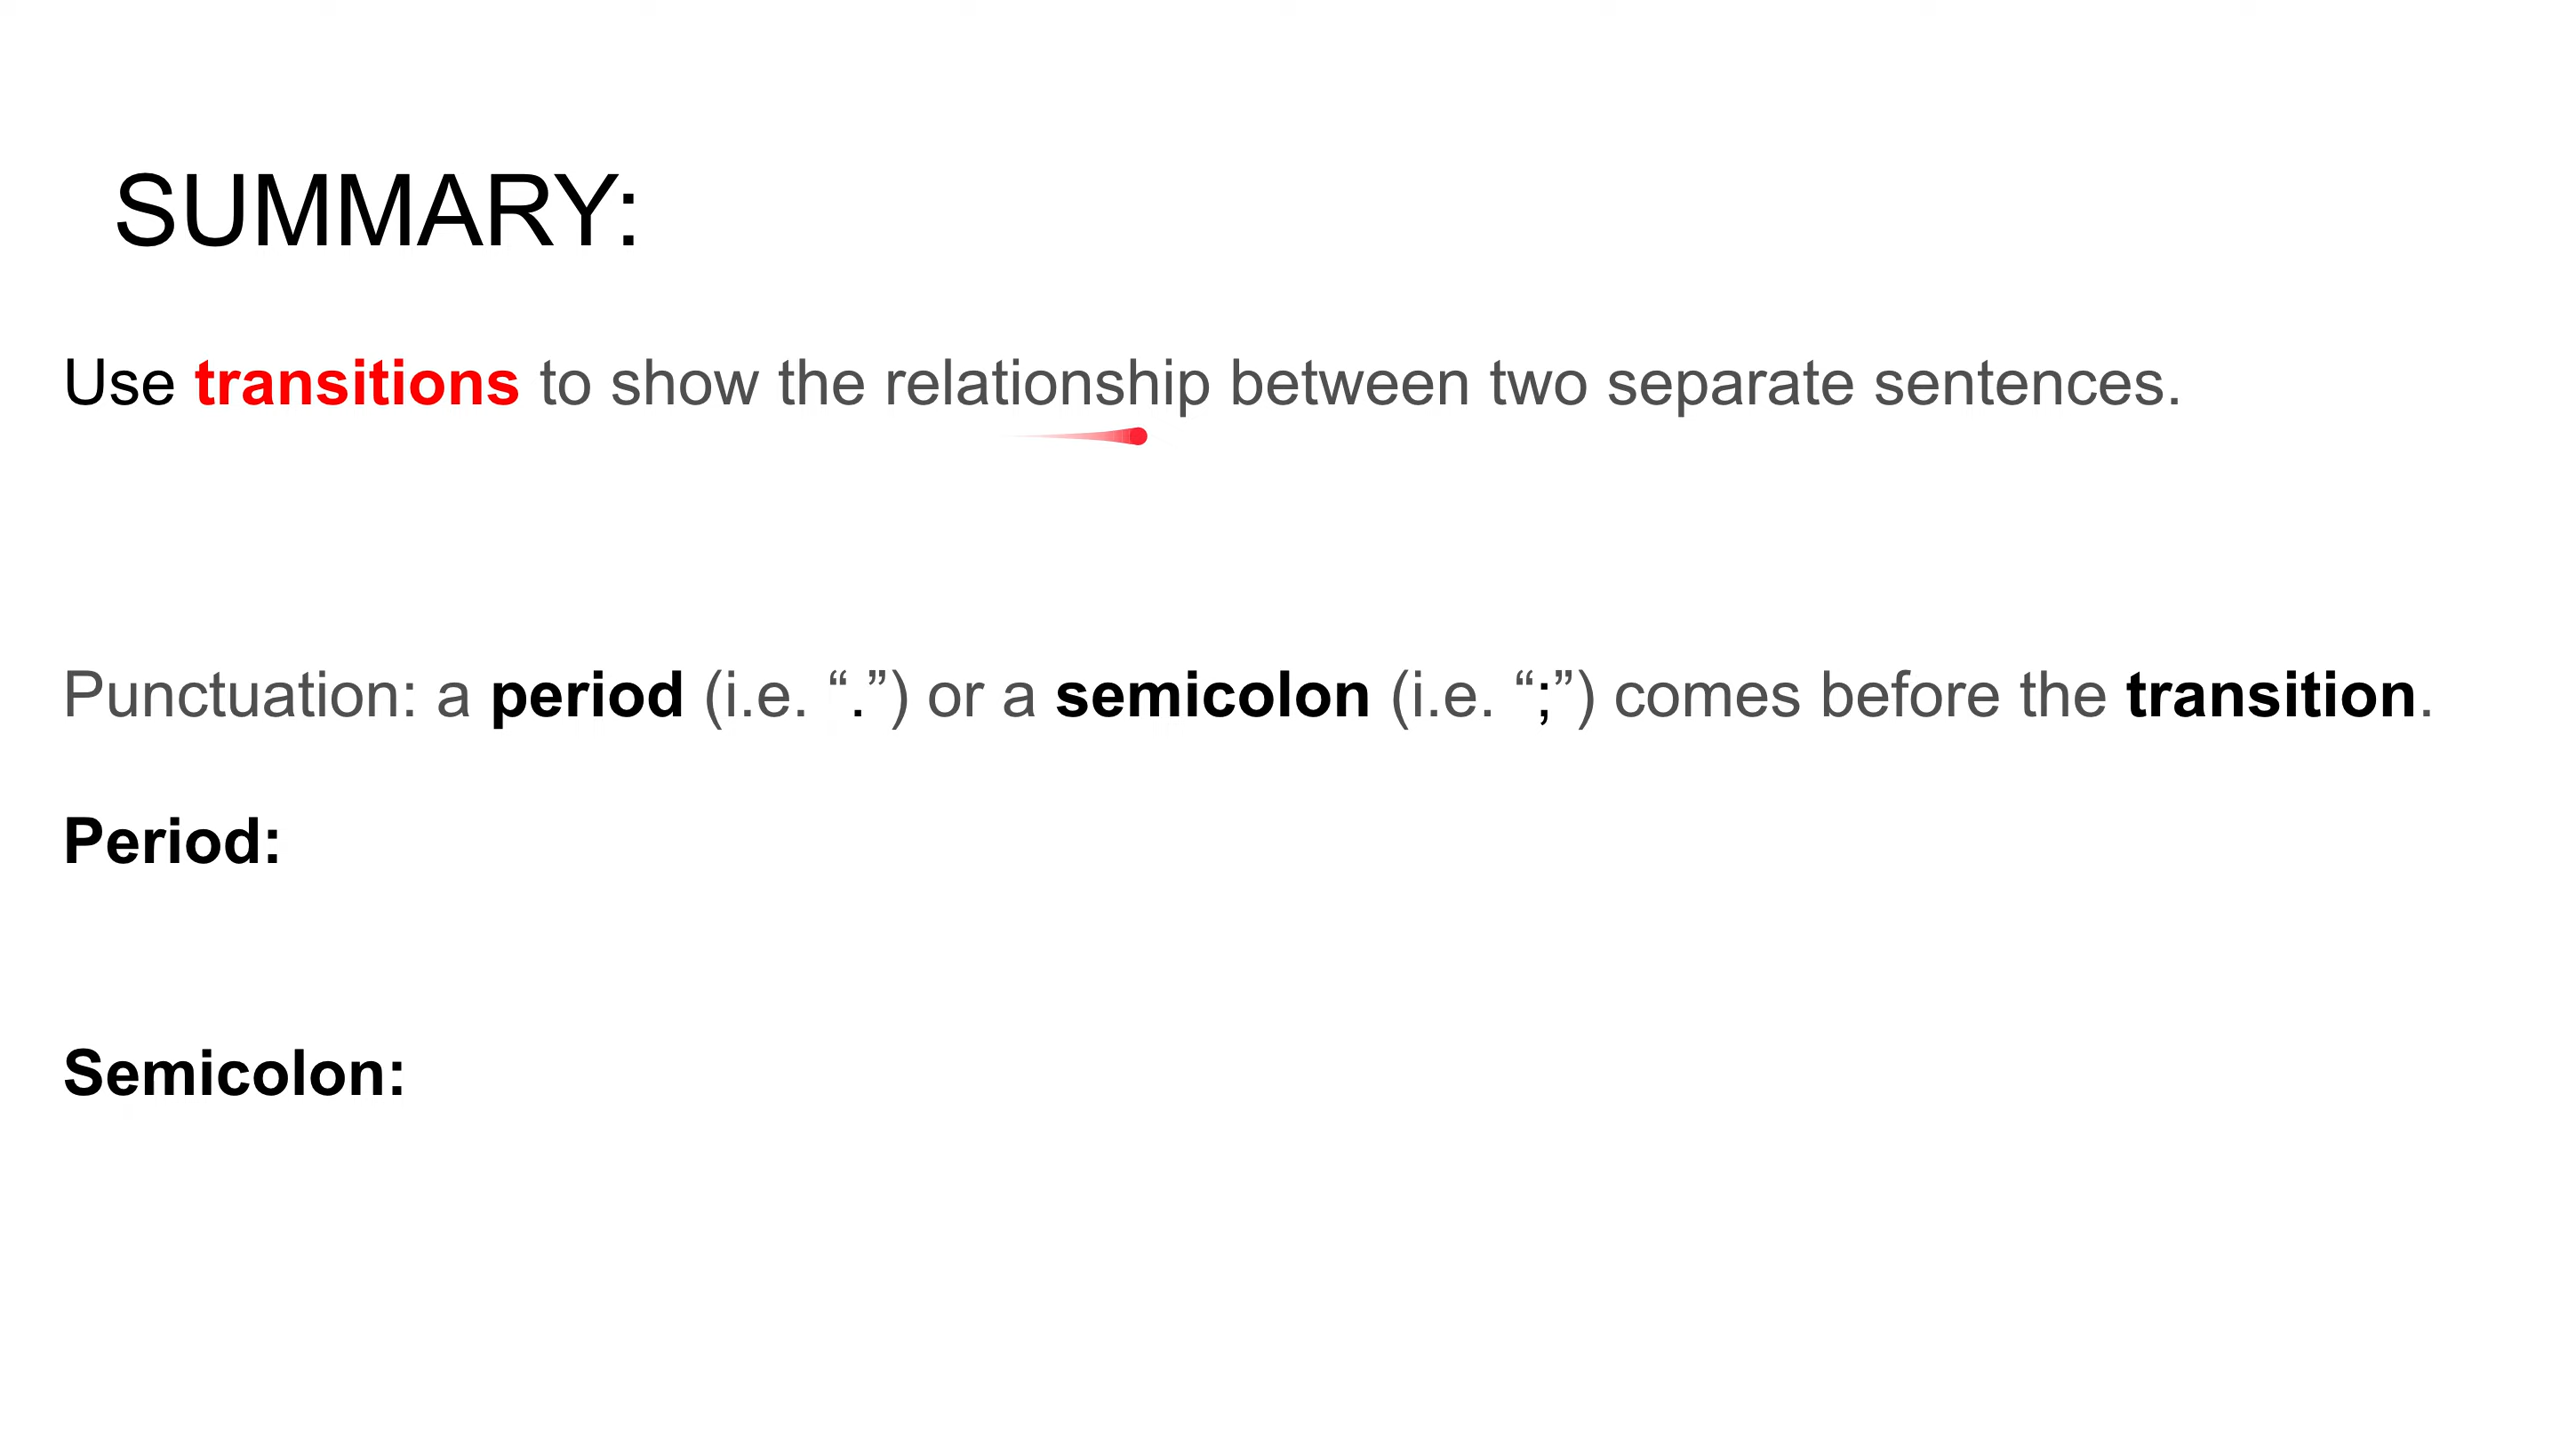 SUMMARY:
Use transitions to show the relationship between two separate sentences.
Punctuation: a period (i.e. “.”) or a semicolon (i.e. “;”) comes before the transition.
Period:
Semicolon: